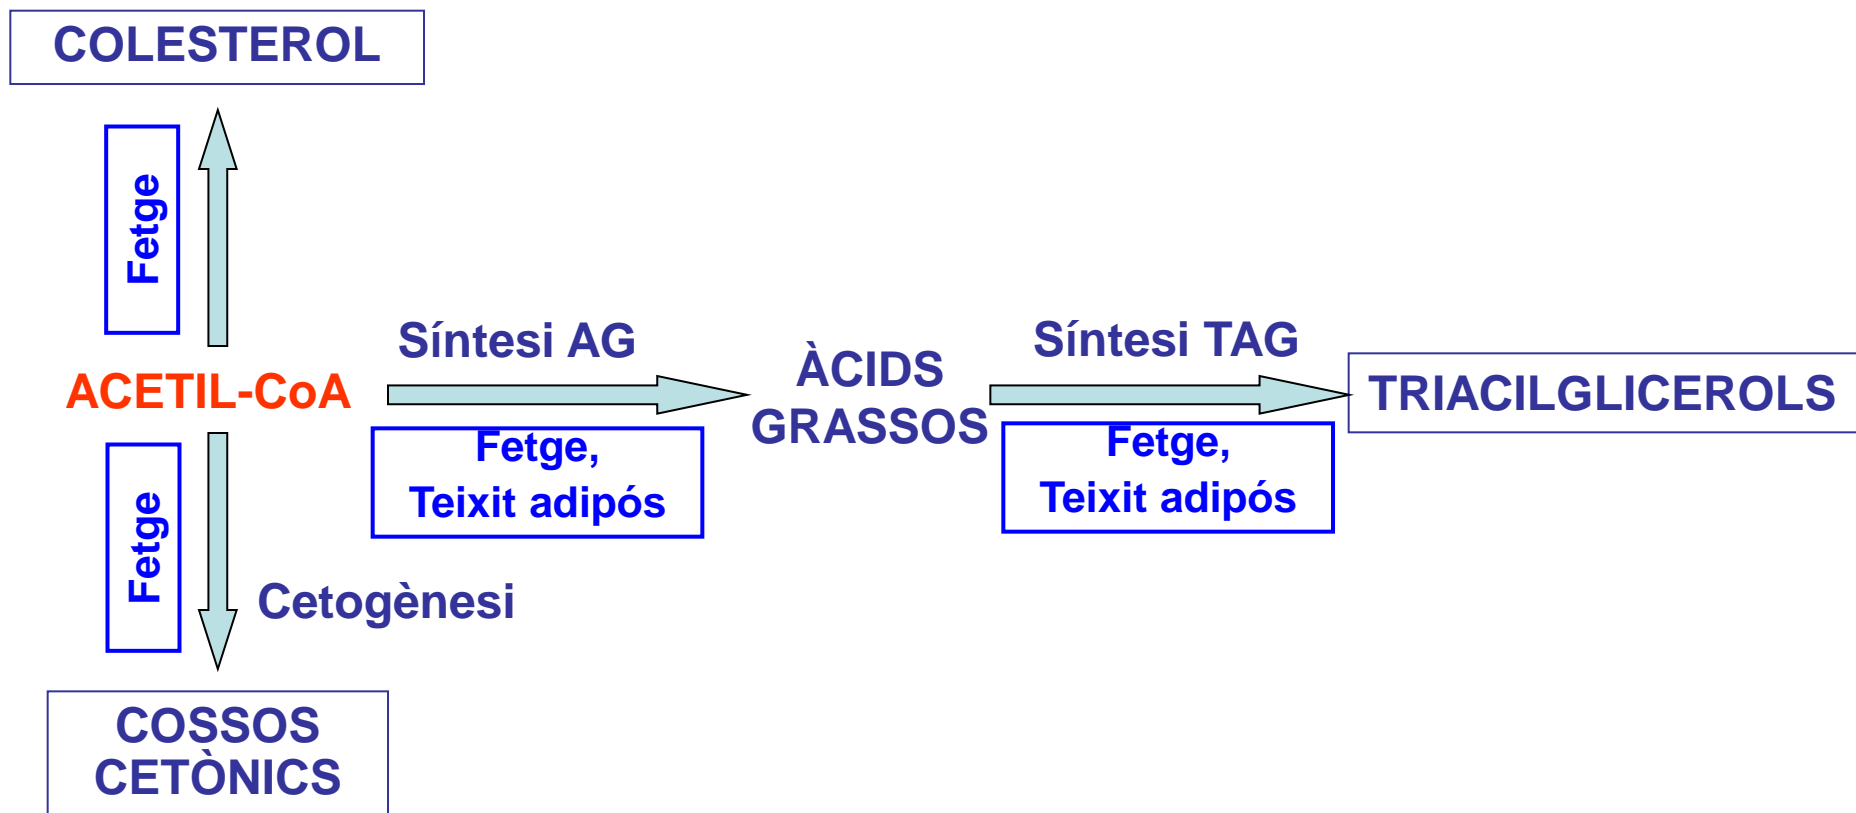 COLESTEROL
Fetge
Síntesi AG
Síntesi TAG
ACETIL-CoA
ÀCIDS
GRASSOS
TRIACILGLICEROLS
Fetge,
Teixit adipós
Fetge,
Teixit adipós
Fetge
Cetogènesi
COSSOS
CETÒNICS